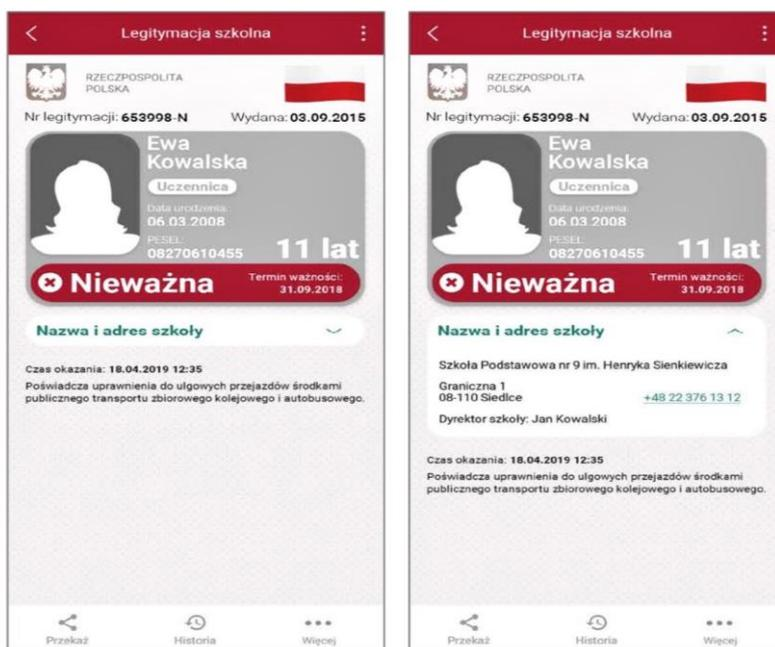 Legitymacja szkolna
RZECZPOSPOLITA
POLSKA
Nr legitymacji: 653998-N Wydana: 03.09.2015
Ewa
Kowalska
Uczennica
Data urodzenia:
06.03.2008
PESEL:
08270610455 11 lat
Nieważna Termin ważności:
31.09.2018
Nazwa i adres szkoły
Czas okazania: 18.04.2019 12:35
Poświadcza uprawnienia do ulgowych przejazdów środkami
publicznego transportu zbiorowego kolejowego i autobusowego.
Przekaż Historia Więcej
Legitymacja szkolna
RZECZPOSPOLITA
POLSKA
Nr legitymacji: 653998-N Wydana: 03.09.2015
Ewa
Kowalska
Uczennica
Data urodzenia:
06.03.2008
PESEL:
08270610455 11 lat
Nieważna Termin ważności:
31.09.2018
Nazwa i adres szkoły
Szkoła Podstawowa nr 9 im. Henryka Sienkiewicza
Graniczna 1
08-110 Siedlce +48 22 376 13 12
Dyrektor szkoły: Jan Kowalski
Czas okazania: 18.04.2019 12:35
Poświadcza uprawnienia do ulgowych przejazdów środkami
publicznego transportu zbiorowego kolejowego i autobusowego.
Przekaż Historia Więcej